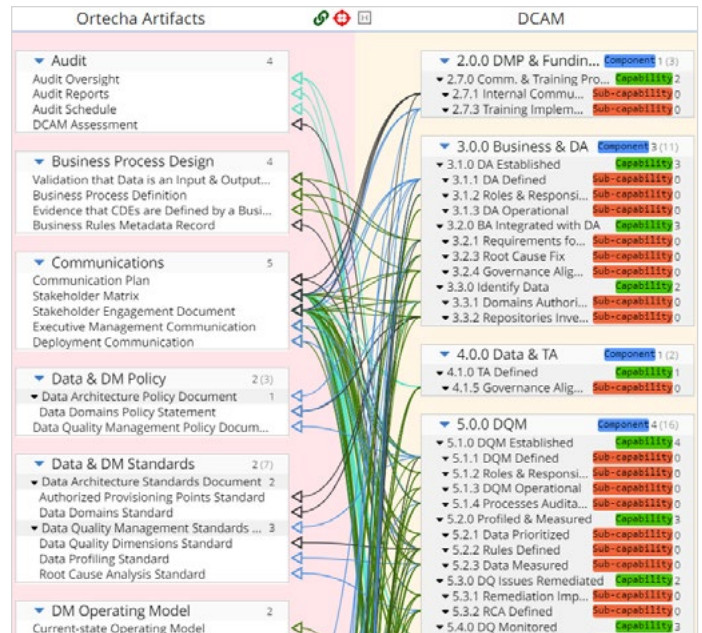 Ortecha Artifacts
DCAM
Audit 4
Audit Oversight
Audit Reports
Audit Schedule
DCAM Assessment
Business Process Design 4
Validation that Data is an Input & Output...
Business Process Definition
Evidence that CDEs are Defined by a Busi...
Business Rules Metadata Record
Communications 5
Communication Plan
Stakeholder Matrix
Stakeholder Engagement Document
Executive Management Communication
Deployment Communication
Data & DM Policy 2 (3)
Data Architecture Policy Document 1
Data Domains Policy Statement
Data Quality Management Policy Docum...
Data & DM Standards 2 (7)
Data Architecture Standards Document 2
Authorized Provisioning Points Standard
Data Domains Standard
Data Quality Management Standards ... 3
Data Quality Dimensions Standard
Data Profiling Standard
Root Cause Analysis Standard
DM Operating Model 2
Current-state Operating Model
2.0.0 DMP & Fundin... Component 1 (3)
2.7.0 Comm. & Training Pro... Capability 2
2.7.1 Internal Commu... Sub-capability 0
2.7.3 Training Implem... Sub-capability 0
3.0.0 Business & DA Component 3 (11)
3.1.0 DA Established Capability 3
3.1.1 DA Defined Sub-capability 0
3.1.2 Roles & Responsi... Sub-capability 0
3.1.3 DA Operational Sub-capability 0
3.2.0 BA Integrated with DA Capability 3
3.2.1 Requirements fo... Sub-capability 0
3.2.3 Root Cause Fix Sub-capability 0
3.2.4 Governance Alig... Sub-capability 0
3.3.0 Identify Data Capability 2
3.3.1 Domains Authori... Sub-capability 0
3.3.2 Repositories Inve... Sub-capability 0
4.0.0 Data & TA Component 1 (2)
4.1.0 TA Defined Capability 1
4.1.5 Governance Alig... Sub-capability 0
5.0.0 DQM Component 4 (16)
5.1.0 DQM Established Capability 4
5.1.1 DQM Defined Sub-capability 0
5.1.2 Roles & Responsi... Sub-capability 0
5.1.3 DQM Operational Sub-capability 0
5.1.4 Processes Audita... Sub-capability 0
5.2.0 Profiled & Measured Capability 3
5.2.1 Data Prioritized Sub-capability 0
5.2.2 Rules Defined Sub-capability 0
5.2.3 Data Measured Sub-capability 0
5.3.0 DQ Issues Remediated Capability 2
5.3.1 Remediation Imp... Sub-capability 0
5.3.2 RCA Defined Sub-capability 0
5.4.0 DQ Monitored Capability 3